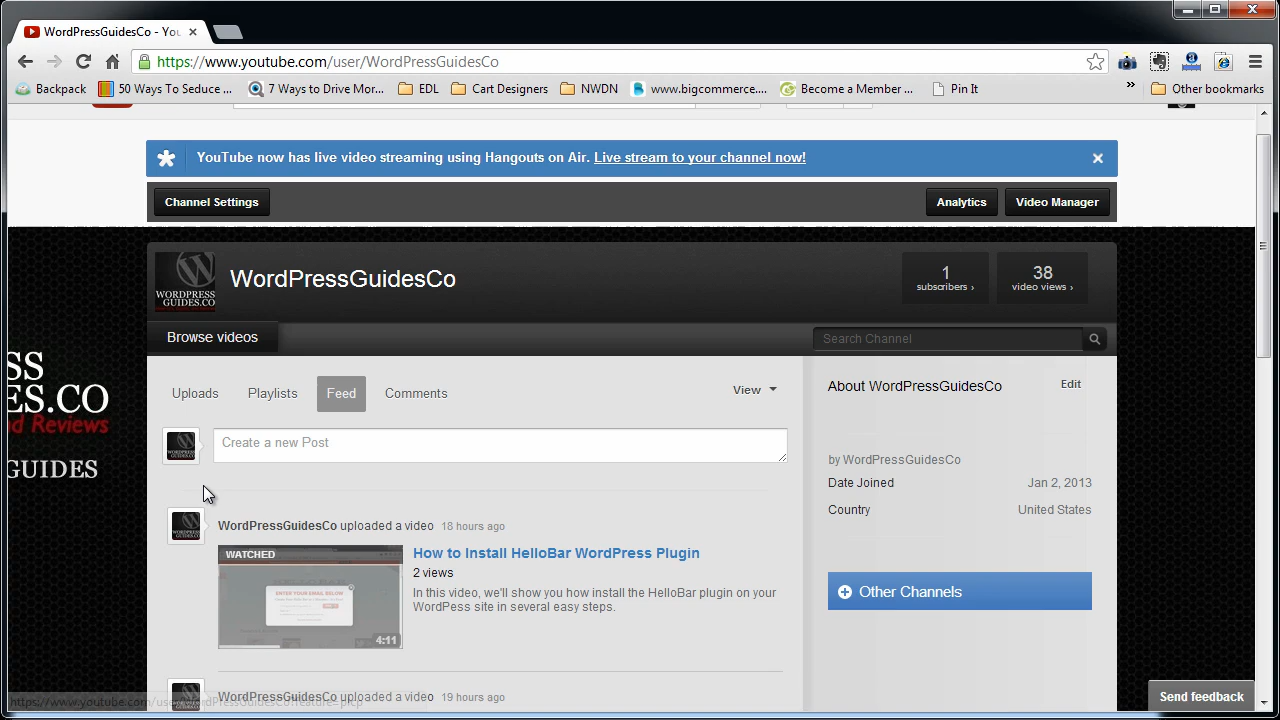 WordPressGuidesCo - You
https://www.youtube.com/user/WordPressGuidesCo
Backpack 50 Ways To Seduce ... 7 Ways to Drive Mor... EDL Cart Designers NWDN www.bigcommerce.... Become a Member ... Pin It » Other bookmarks
YouTube now has live video streaming using Hangouts on Air. Live stream to your channel now!
Channel Settings Analytics Video Manager
WORDPRESS
GUIDES.CO
WordPressGuidesCo
1
subscribers ›
38
video views ›
Browse videos
Search Channel
SS
ES.CO
d Reviews
GUIDES
Uploads Playlists Feed Comments View
Create a new Post
WordPressGuidesCo uploaded a video 18 hours ago
WATCHED
ENTER YOUR EMAIL BELOW
4:11
How to Install HelloBar WordPress Plugin
2 views
In this video, we'll show you how install the HelloBar plugin on your
WordPess site in several easy steps.
WordPressGuidesCo uploaded a video 19 hours ago
About WordPressGuidesCo Edit
by WordPressGuidesCo
Date Joined Jan 2, 2013
Country United States
Other Channels
Send feedback